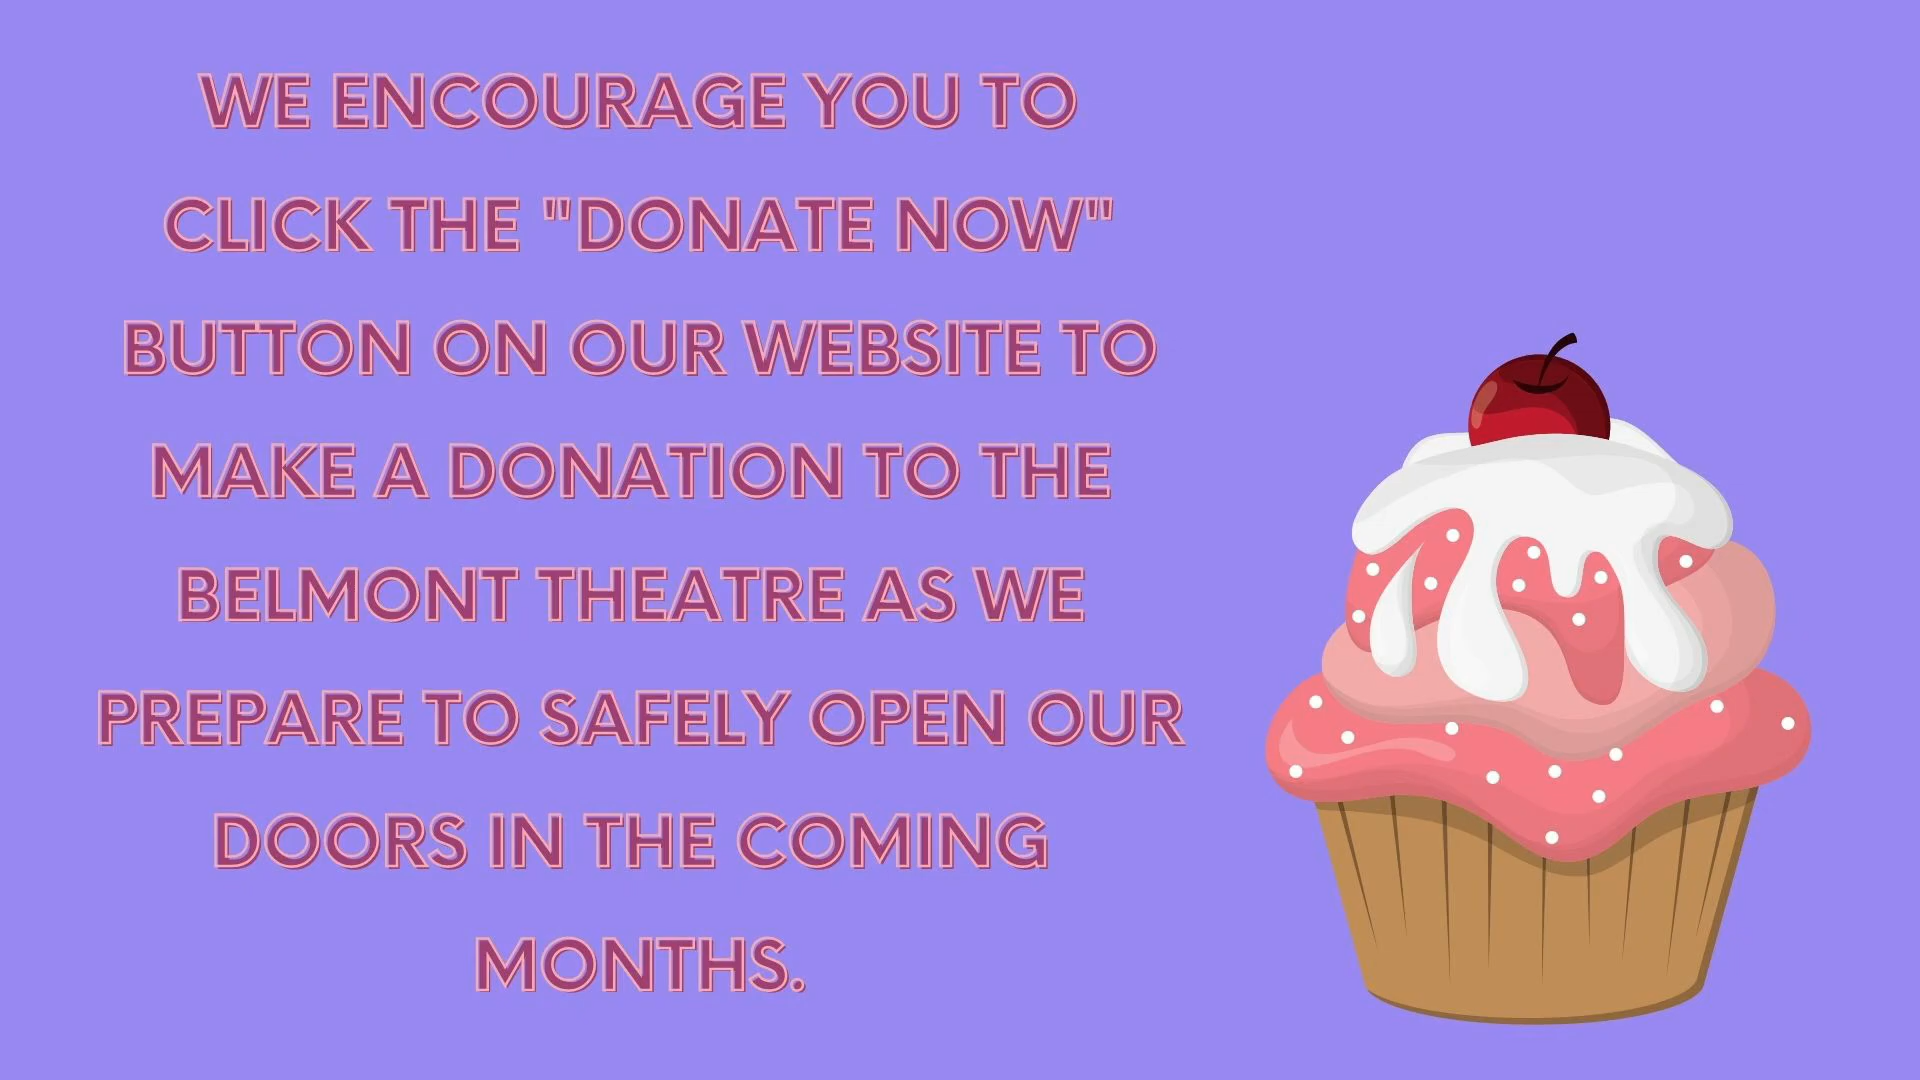 WE ENCOURAGE YOU TO
CLICK THE "DONATE NOW"
BUTTON ON OUR WEBSITE TO
MAKE A DONATION TO THE
BELMONT THEATRE AS WE
PREPARE TO SAFELY OPEN OUR
DOORS IN THE COMING
MONTHS.